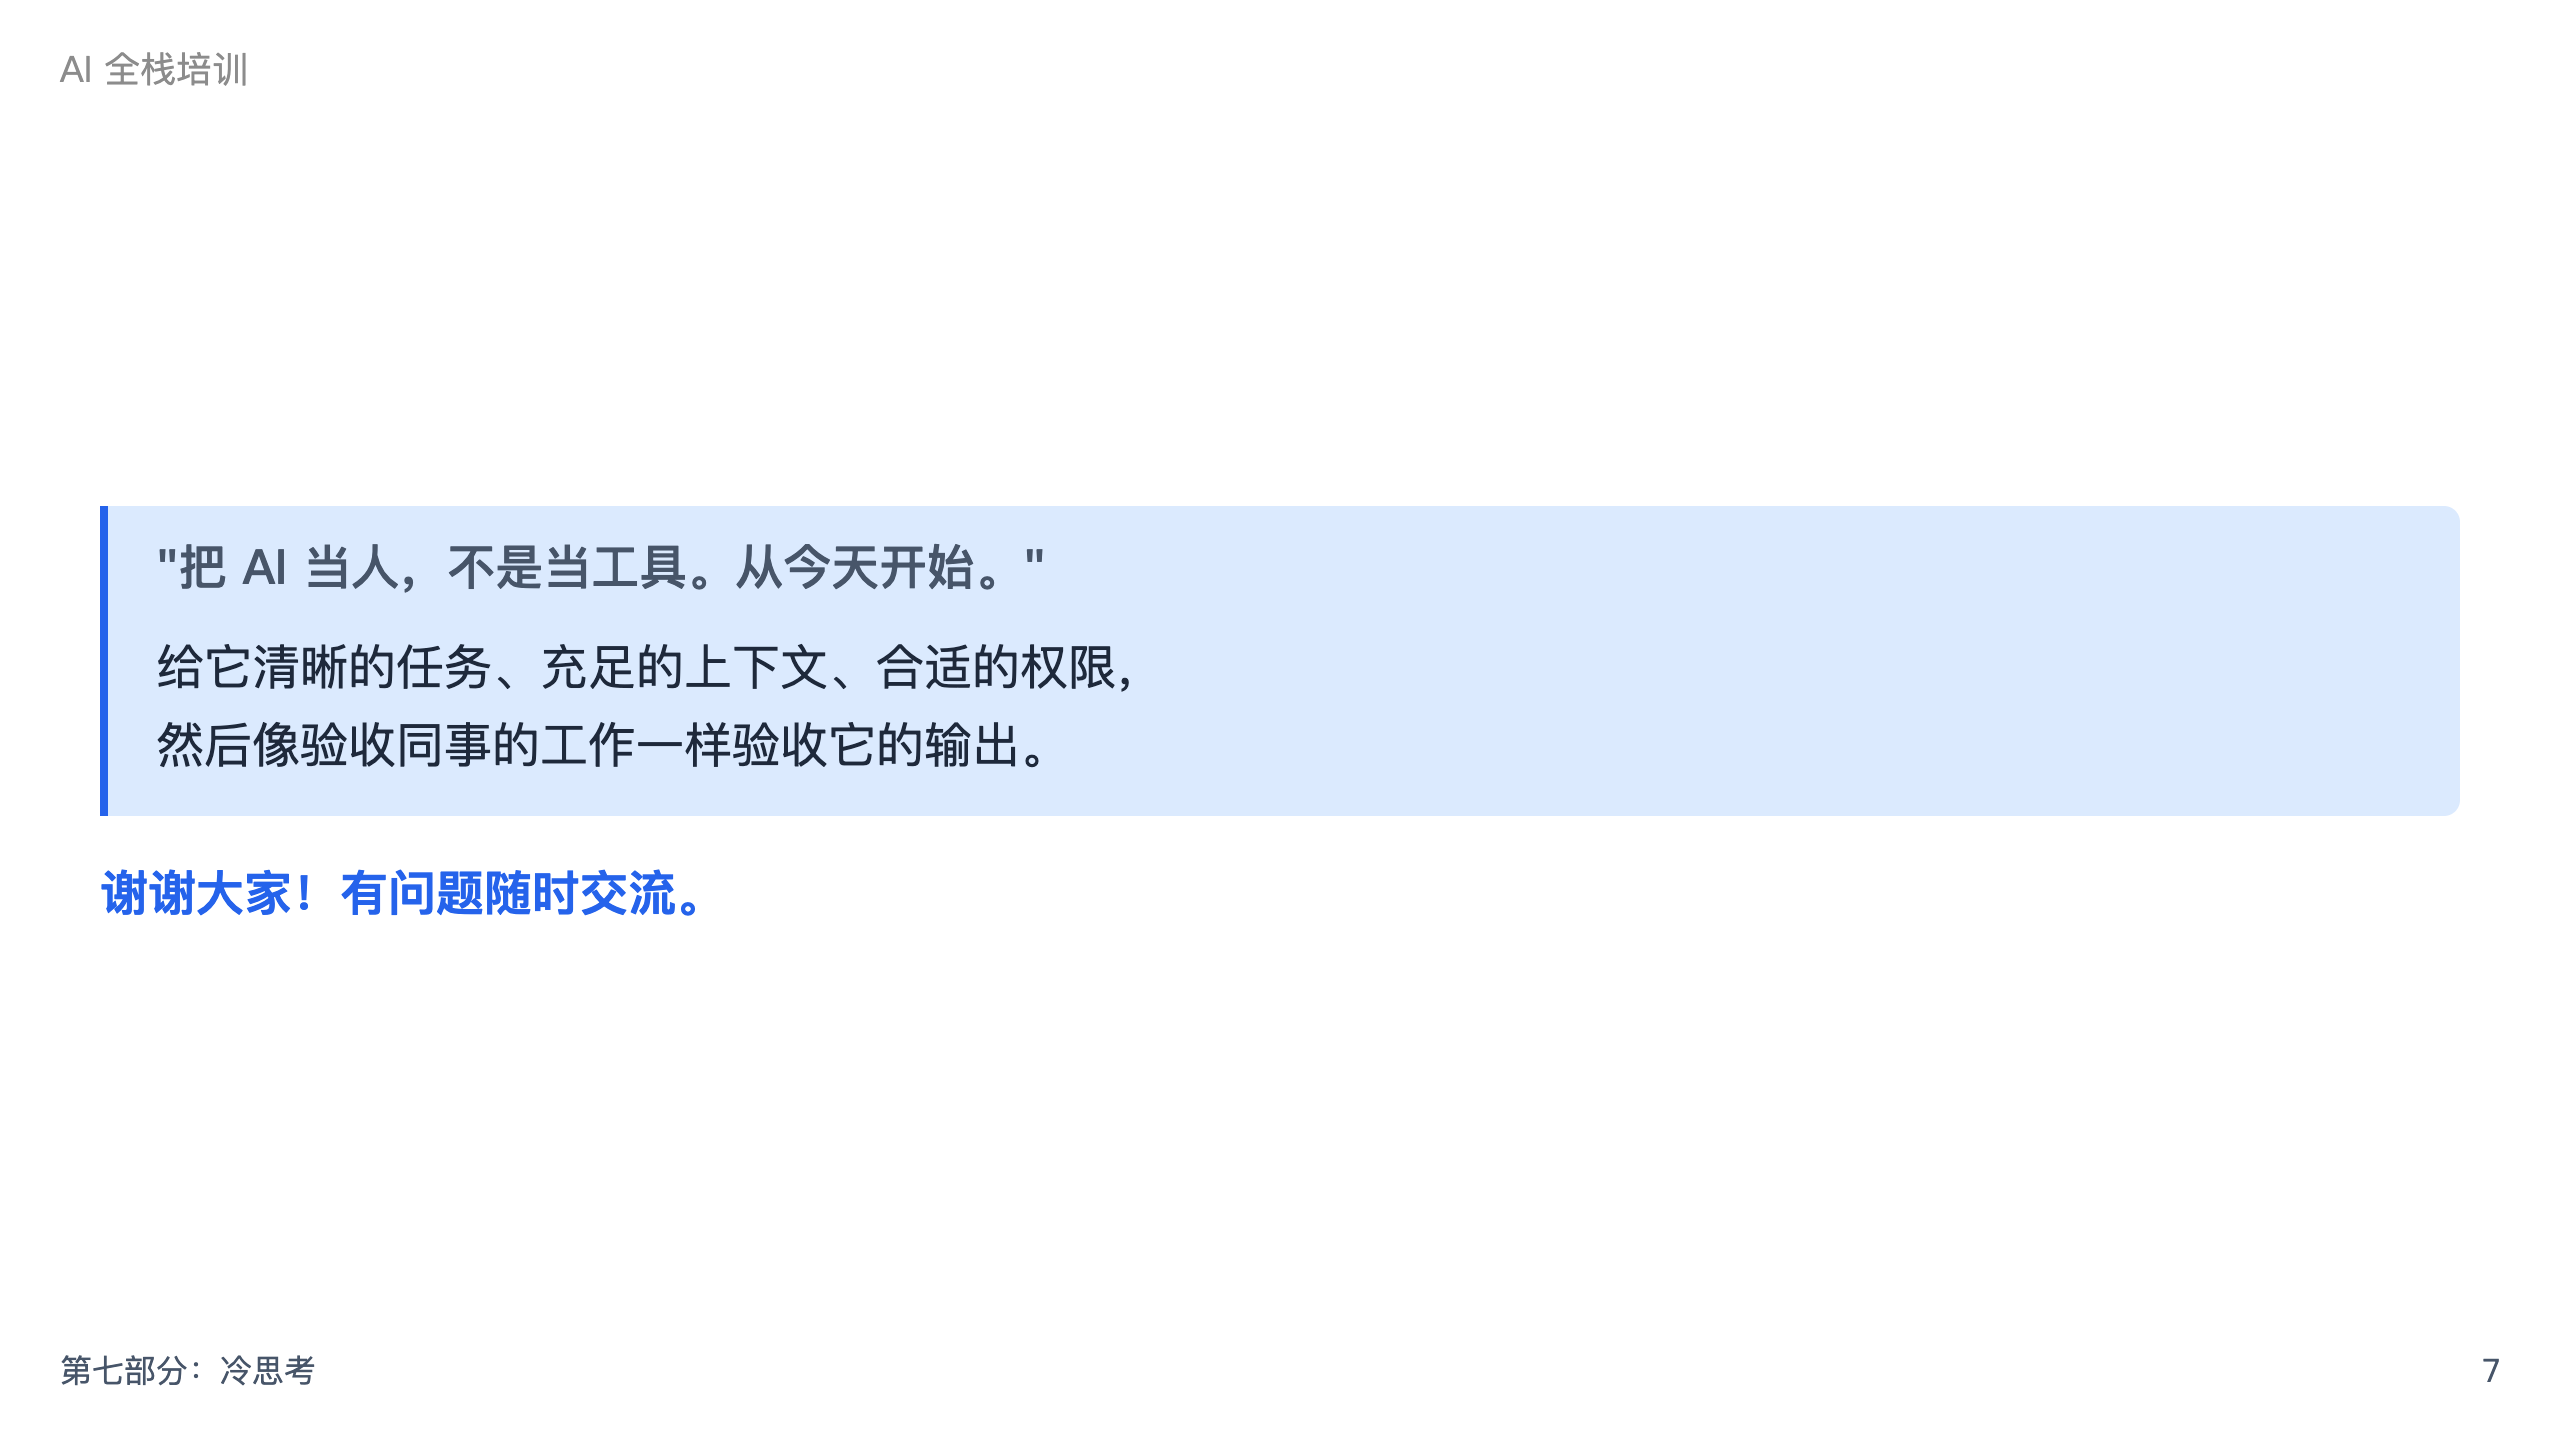 AI 全栈培训
"把 AI 当人，不是当工具。从今天开始。"
给它清晰的任务、充足的上下文、合适的权限，
然后像验收同事的工作一样验收它的输出。
谢谢大家！有问题随时交流。
第七部分：冷思考
7